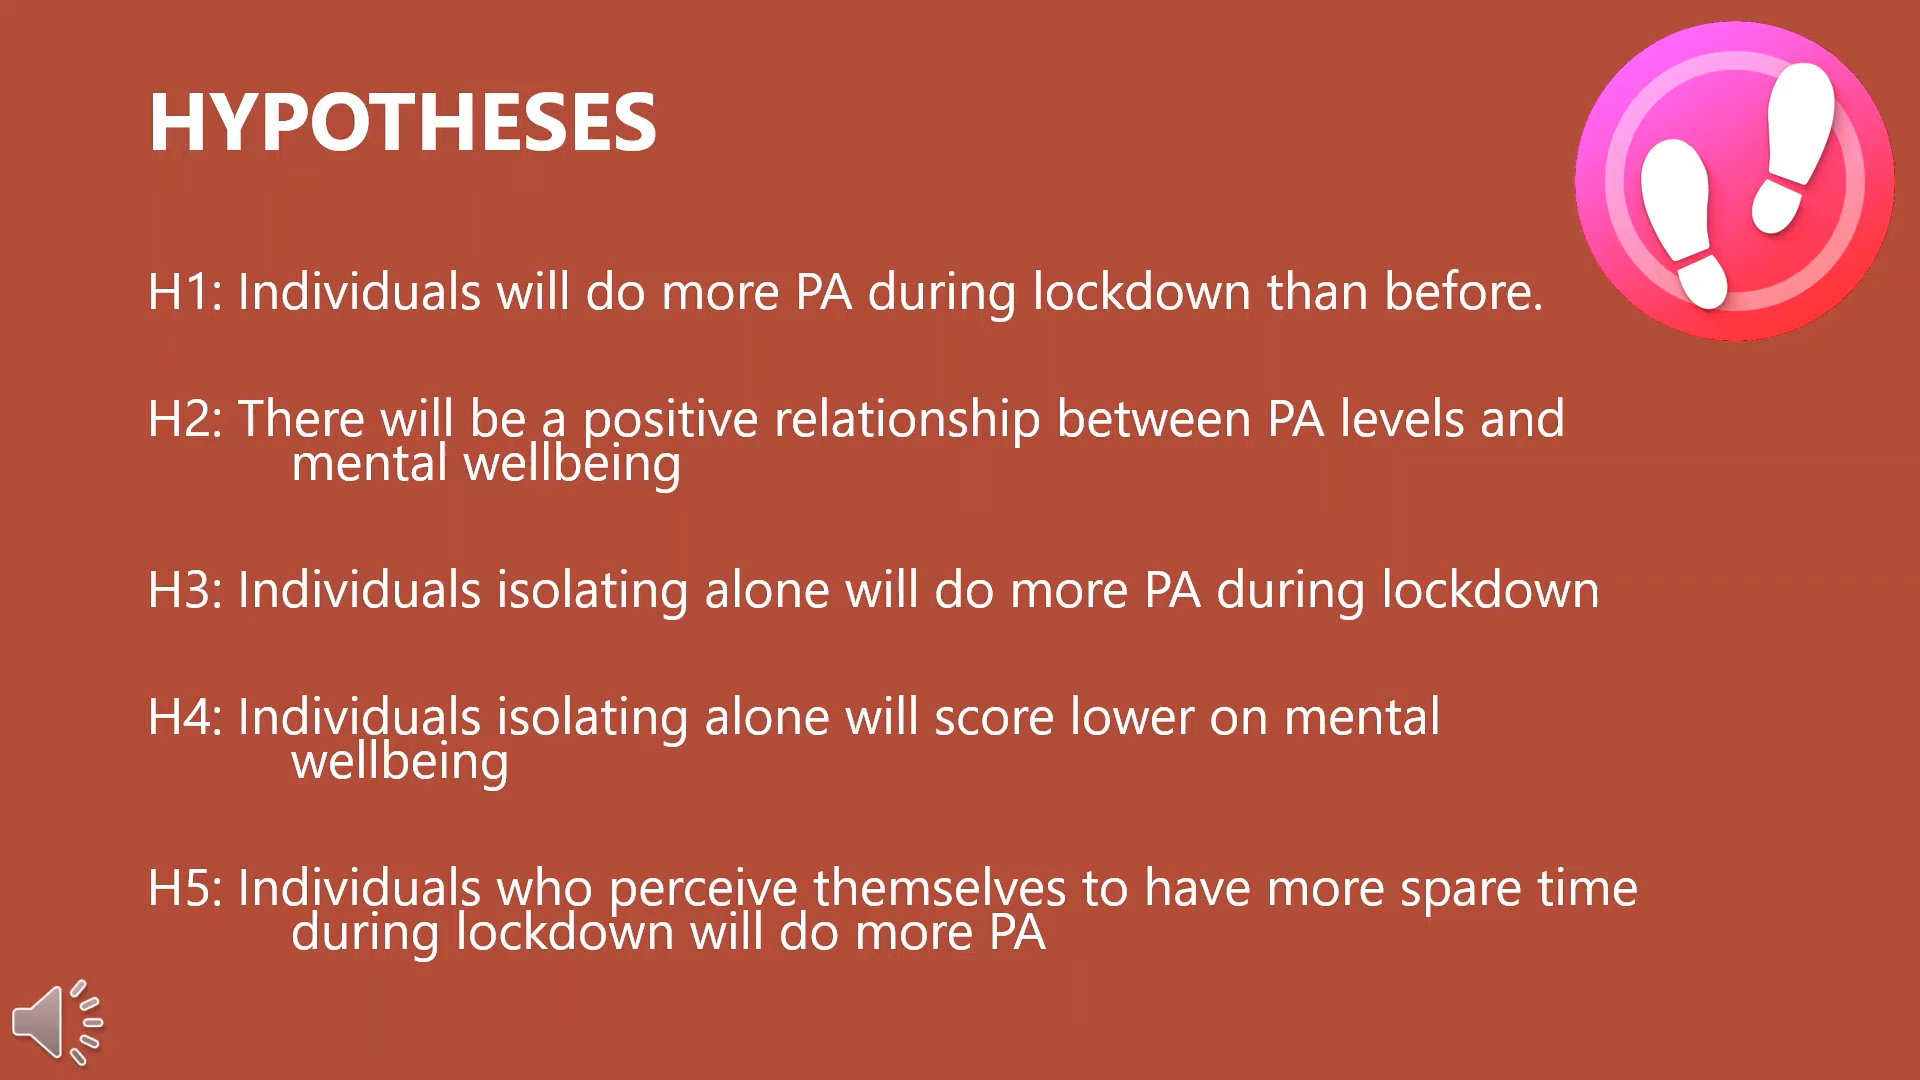 HYPOTHESES
H1: Individuals will do more PA during lockdown than before.
H2: There will be a positive relationship between PA levels and
mental wellbeing
H3: Individuals isolating alone will do more PA during lockdown
H4: Individuals isolating alone will score lower on mental
wellbeing
H5: Individuals who perceive themselves to have more spare time
during lockdown will do more PA